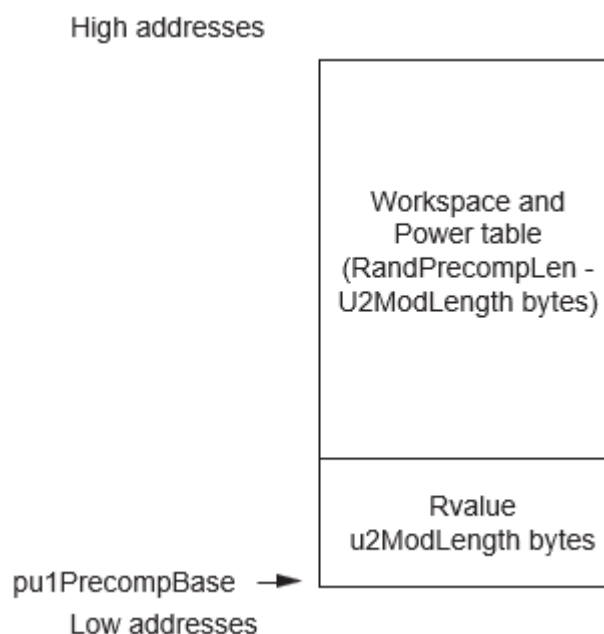 High addresses
Workspace and
Power table
(RandPrecompLen -
U2ModLength bytes)
Rvalue
u2ModLength bytes
pu1PrecompBase
Low addresses